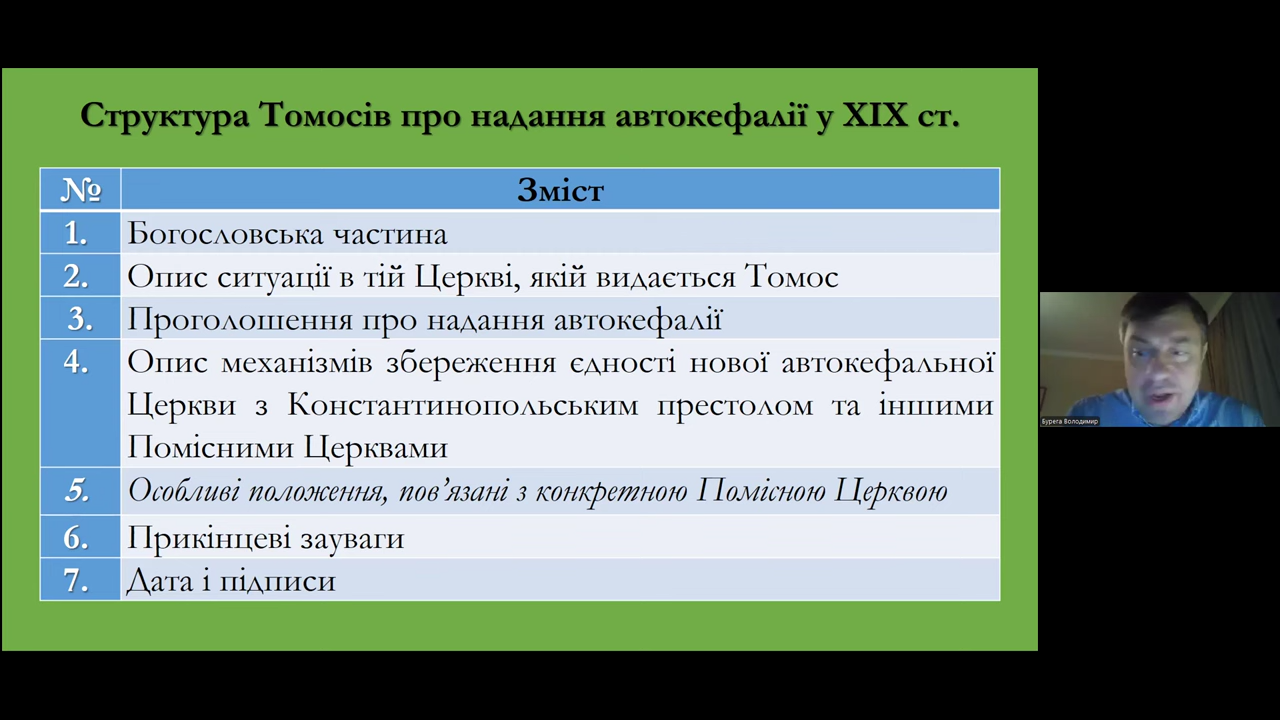 Структура Томосів про надання автокефалії у XIX ст.
№ Зміст
1. Богословська частина
2. Опис ситуації в тій Церкві, якій видається Томос
3. Проголошення про надання автокефалії
4. Опис механізмів збереження єдності нової автокефальної
Церкви з Константинопольським престолом та іншими
Помісними Церквами
5. Особливі положення, пов’язані з конкретною Помісною Церквою
6. Прикінцеві зауваги
7. Дата і підписи
Бурега Володимир